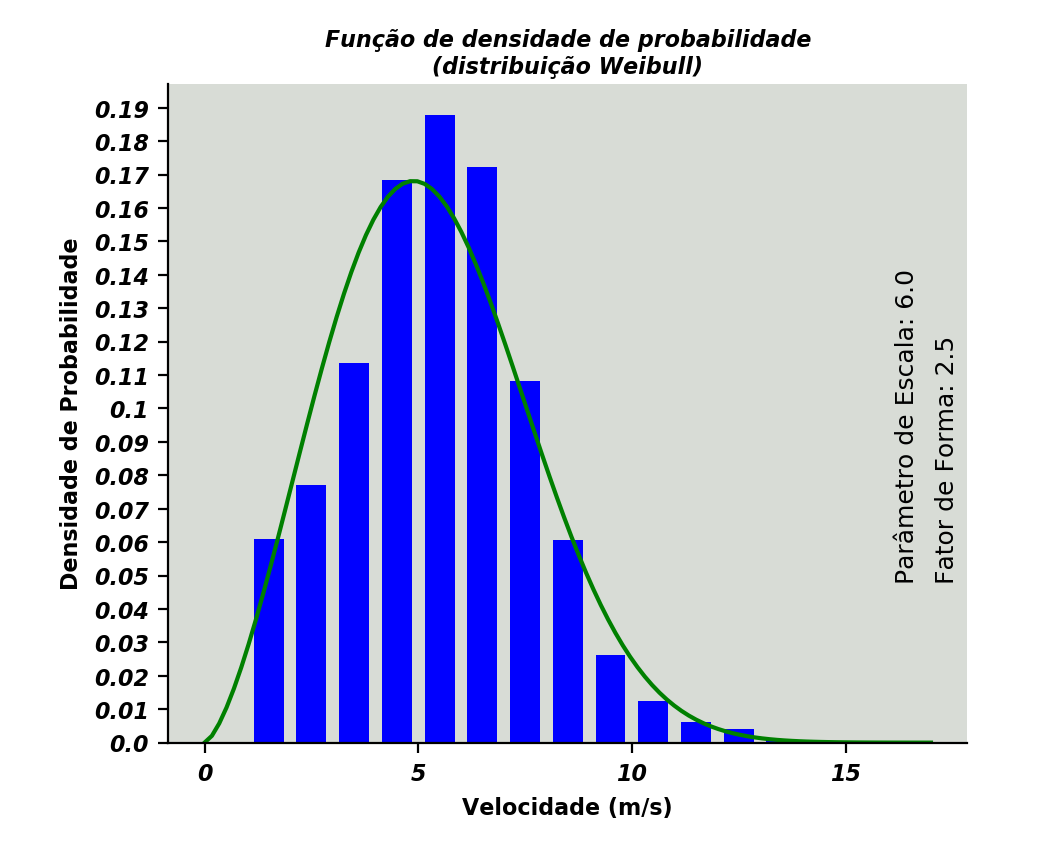 Função de densidade de probabilidade
(distribuição Weibull)
0.19
0.18
0.17
0.16
0.15
0.14
0.13
0.12
0.11
0.1
0.09
0.08
0.07
0.06
0.05
0.04
0.03
0.02
0.01
0.0
Densidade de Probabilidade
Parâmetro de Escala: 6.0
Fator de Forma: 2.5
0 5 10 15
Velocidade (m/s)